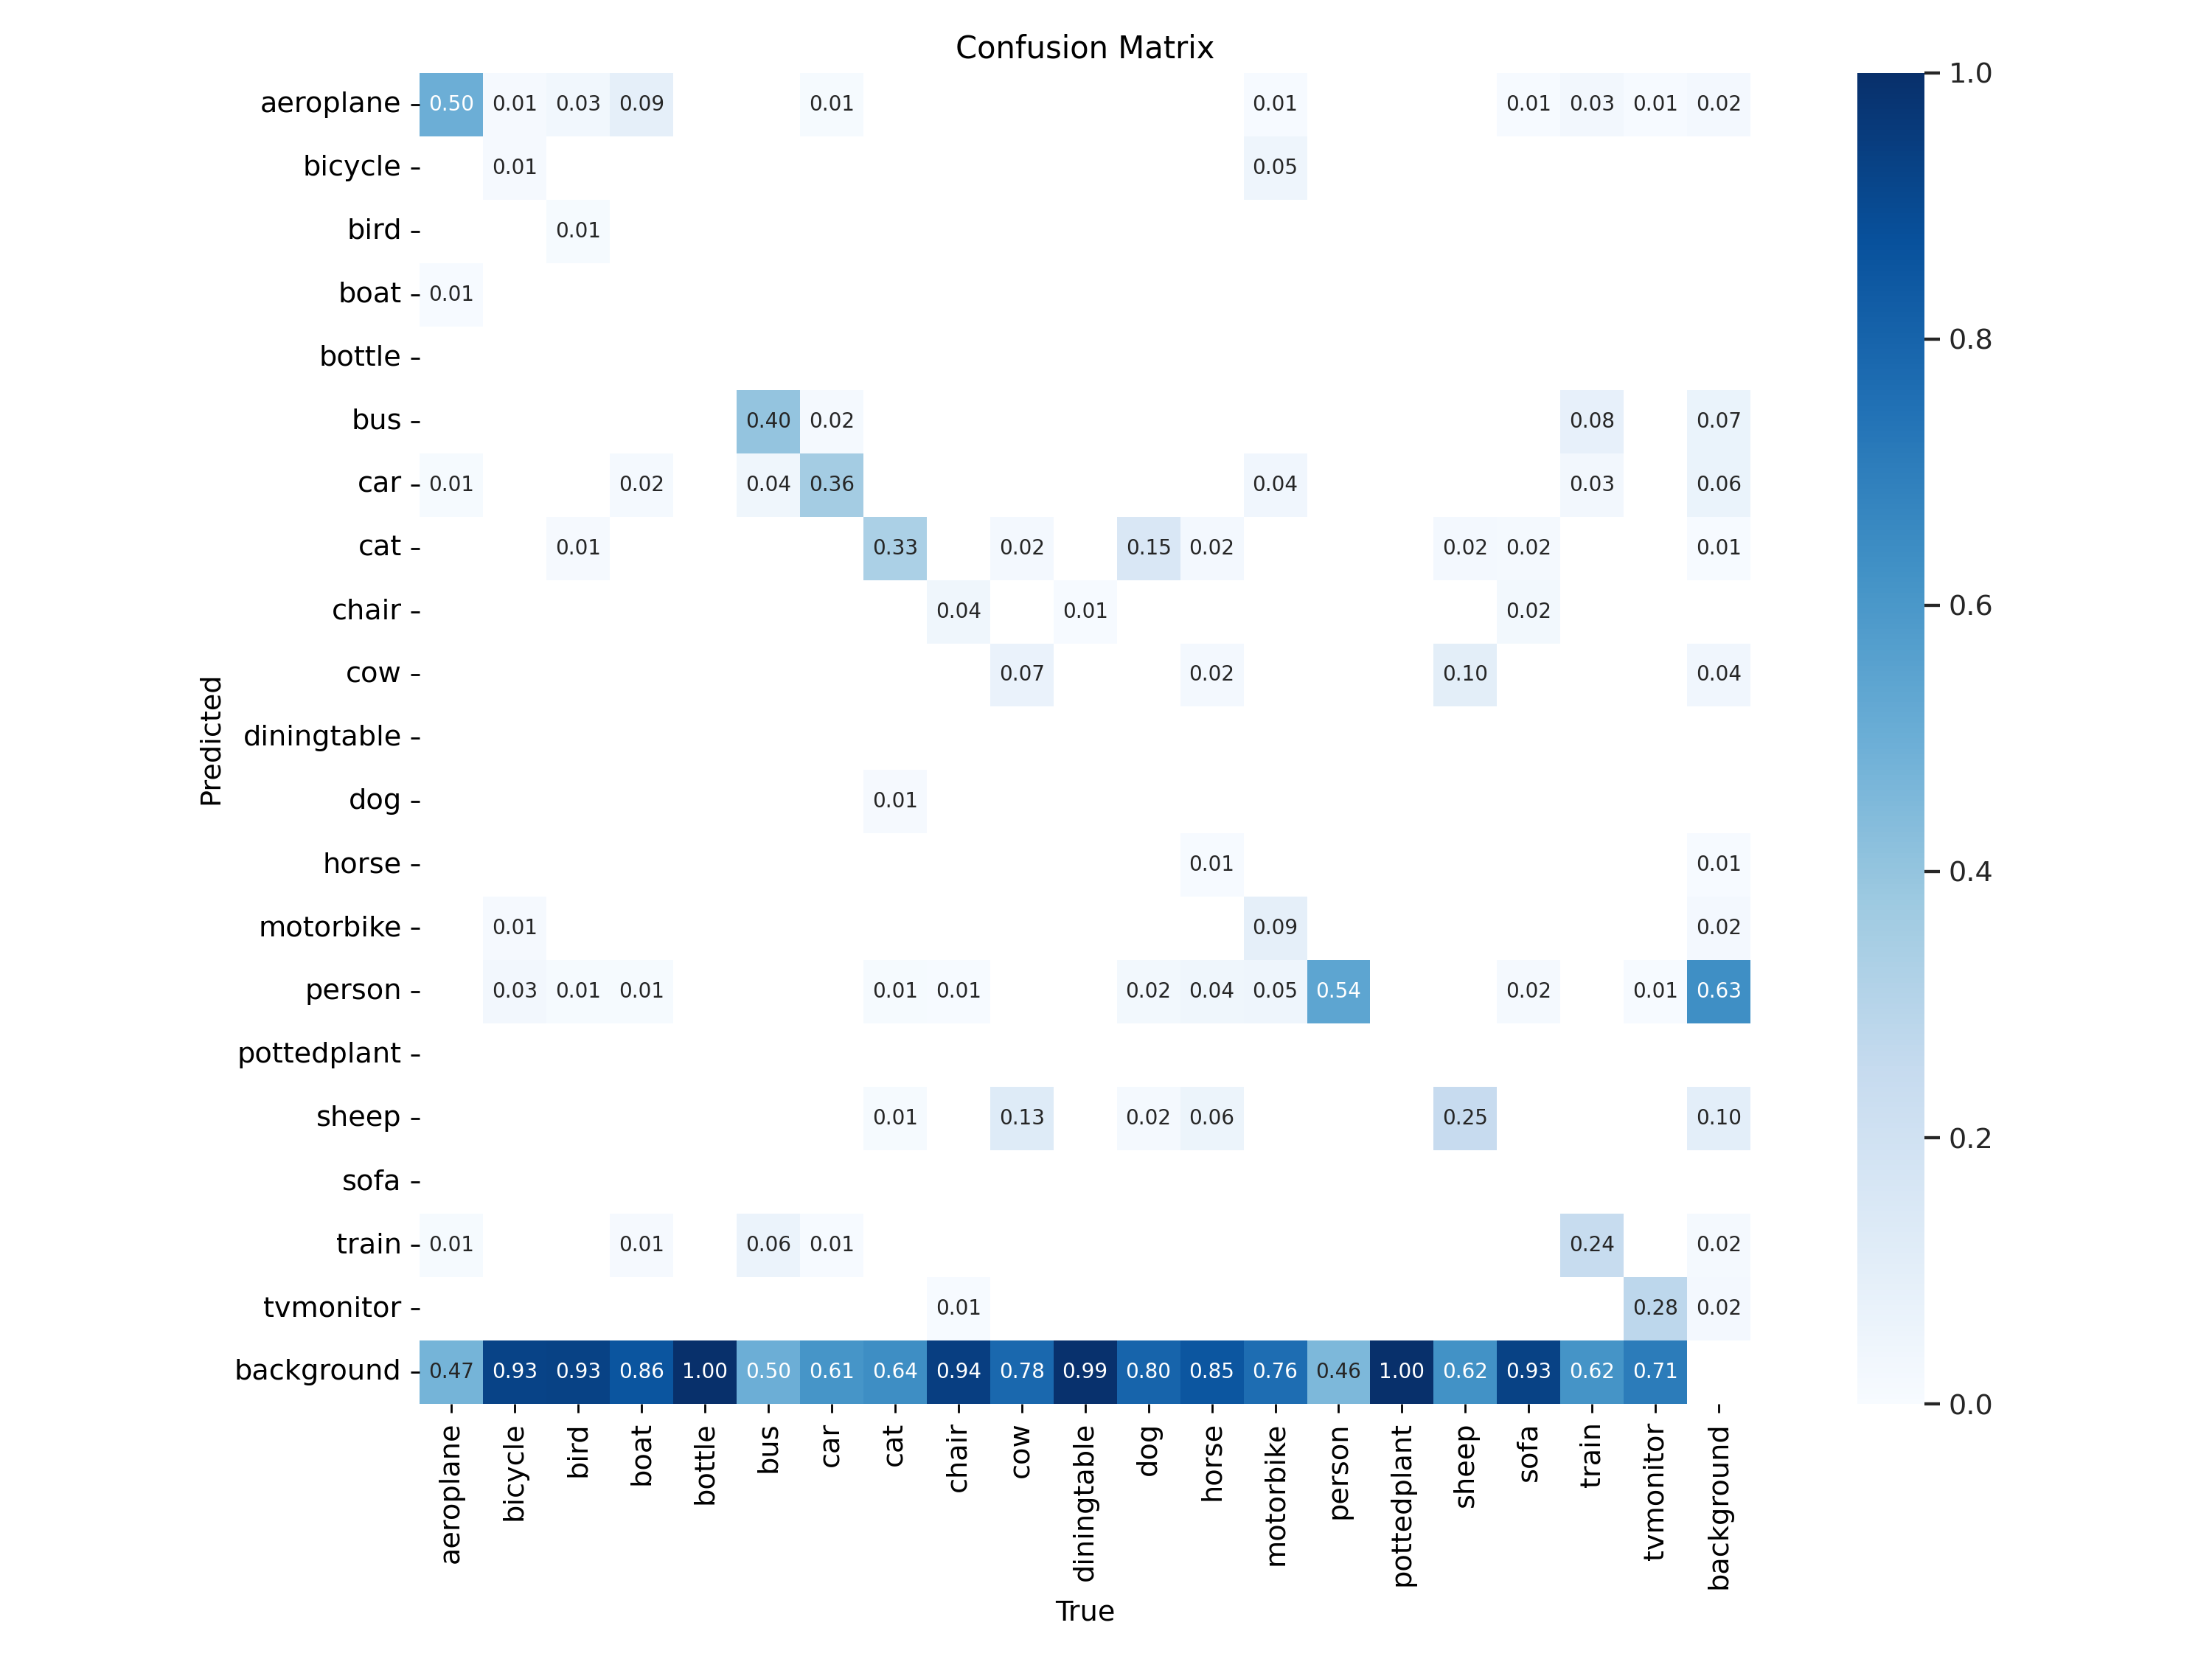 Confusion Matrix
aeroplane 0.50 0.01 0.03 0.09 0.01 0.01 0.01 0.03 0.01 0.02
bicycle 0.01 0.05
bird 0.01
boat 0.01
bottle
bus 0.40 0.02 0.08 0.07
car 0.01 0.02 0.04 0.36 0.04 0.03 0.06
cat 0.01 0.33 0.02 0.15 0.02 0.02 0.02 0.01
chair 0.04 0.01 0.02
cow 0.07 0.02 0.10 0.04
diningtable
dog 0.01
horse 0.01 0.01
motorbike 0.01 0.09 0.02
person 0.03 0.01 0.01 0.01 0.01 0.02 0.04 0.05 0.54 0.02 0.01 0.63
pottedplant
sheep 0.01 0.13 0.02 0.06 0.25 0.10
sofa
train 0.01 0.01 0.06 0.01 0.24 0.02
tvmonitor 0.01 0.28 0.02
background 0.47 0.93 0.93 0.86 1.00 0.50 0.61 0.64 0.94 0.78 0.99 0.80 0.85 0.76 0.46 1.00 0.62 0.93 0.62 0.71
Predicted
aeroplane bicycle bird boat bottle bus car cat chair cow diningtable dog horse motorbike person pottedplant sheep sofa train tvmonitor background
True
1.0
0.8
0.6
0.4
0.2
0.0